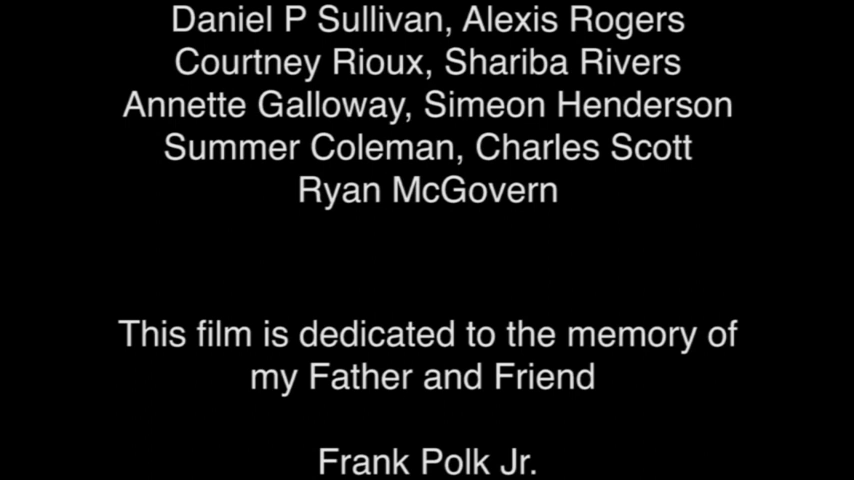 Daniel P Sullivan, Alexis Rogers
Courtney Rioux, Shariba Rivers
Annette Galloway, Simeon Henderson
Summer Coleman, Charles Scott
Ryan McGovern
This film is dedicated to the memory of
my Father and Friend
Frank Polk Jr.